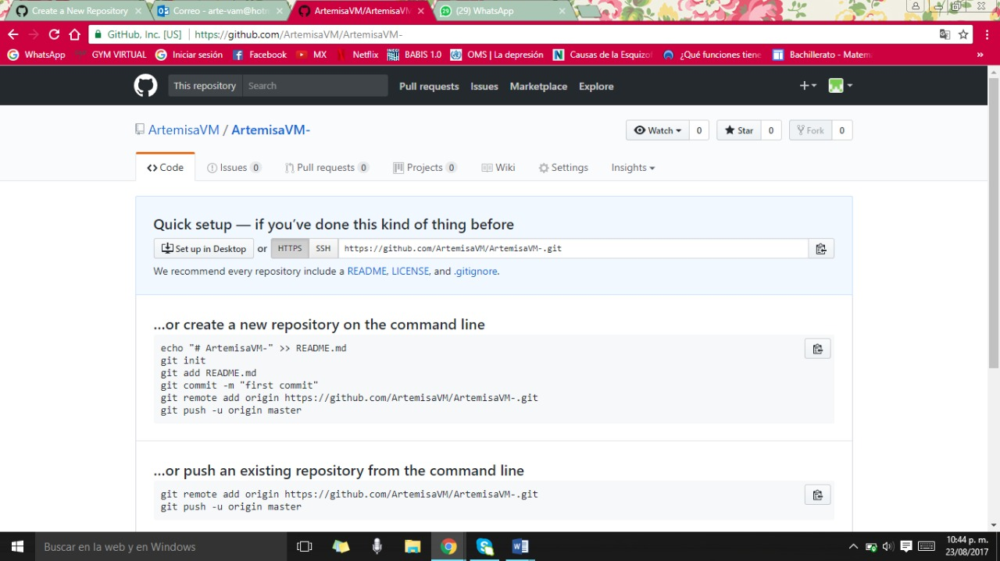 Create a New Repository
Correo - arte-vam@hotm
ArtemisaVM/ArtemisaVM-
(29) WhatsApp
GitHub, Inc. [US]
https://github.com/ArtemisaVM/ArtemisaVM-
WhatsApp
GYM VIRTUAL
Iniciar sesión
Facebook
MX
Netflix
BABIS 1.0
OMS | La depresión
Causas de la Esquizo
¿Qué funciones tiene
Bachillerato - Matem
»
This repository
Search
Pull requests
Issues
Marketplace
Explore
ArtemisaVM / ArtemisaVM-
Watch
0
Star
0
Fork
0
Code
Issues 0
Pull requests 0
Projects 0
Wiki
Settings
Insights
Quick setup — if you’ve done this kind of thing before
Set up in Desktop
or
HTTPS
SSH
https://github.com/ArtemisaVM/ArtemisaVM-.git
We recommend every repository include a README, LICENSE, and .gitignore.
…or create a new repository on the command line
echo "# ArtemisaVM-" >> README.md
git init
git add README.md
git commit -m "first commit"
git remote add origin https://github.com/ArtemisaVM/ArtemisaVM-.git
git push -u origin master
…or push an existing repository from the command line
git remote add origin https://github.com/ArtemisaVM/ArtemisaVM-.git
git push -u origin master
Buscar en la web y en Windows
10:44 p. m.
23/08/2017